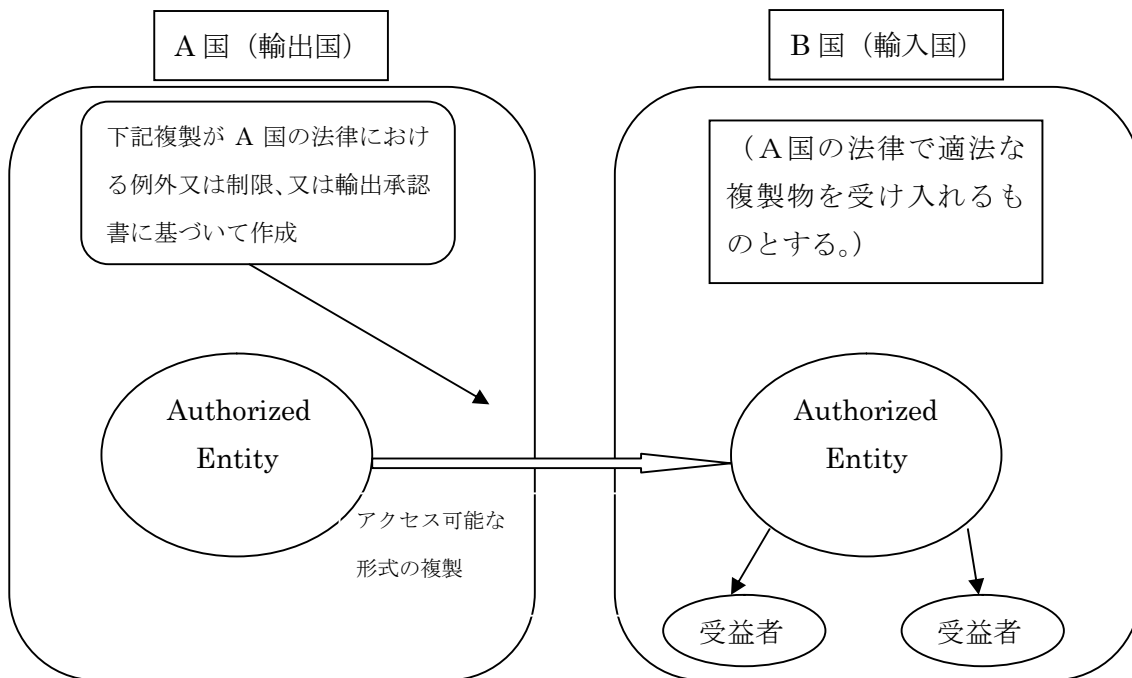 A 国（輸出国）
B 国（輸入国）
下記複製が A 国の法律におけ
る例外又は制限、又は輸出承認
書に基づいて作成
（A国の法律で適法な
複製物を受け入れるも
のとする。）
Authorized
Entity
Authorized
Entity
アクセス可能な
形式の複製
受益者
受益者